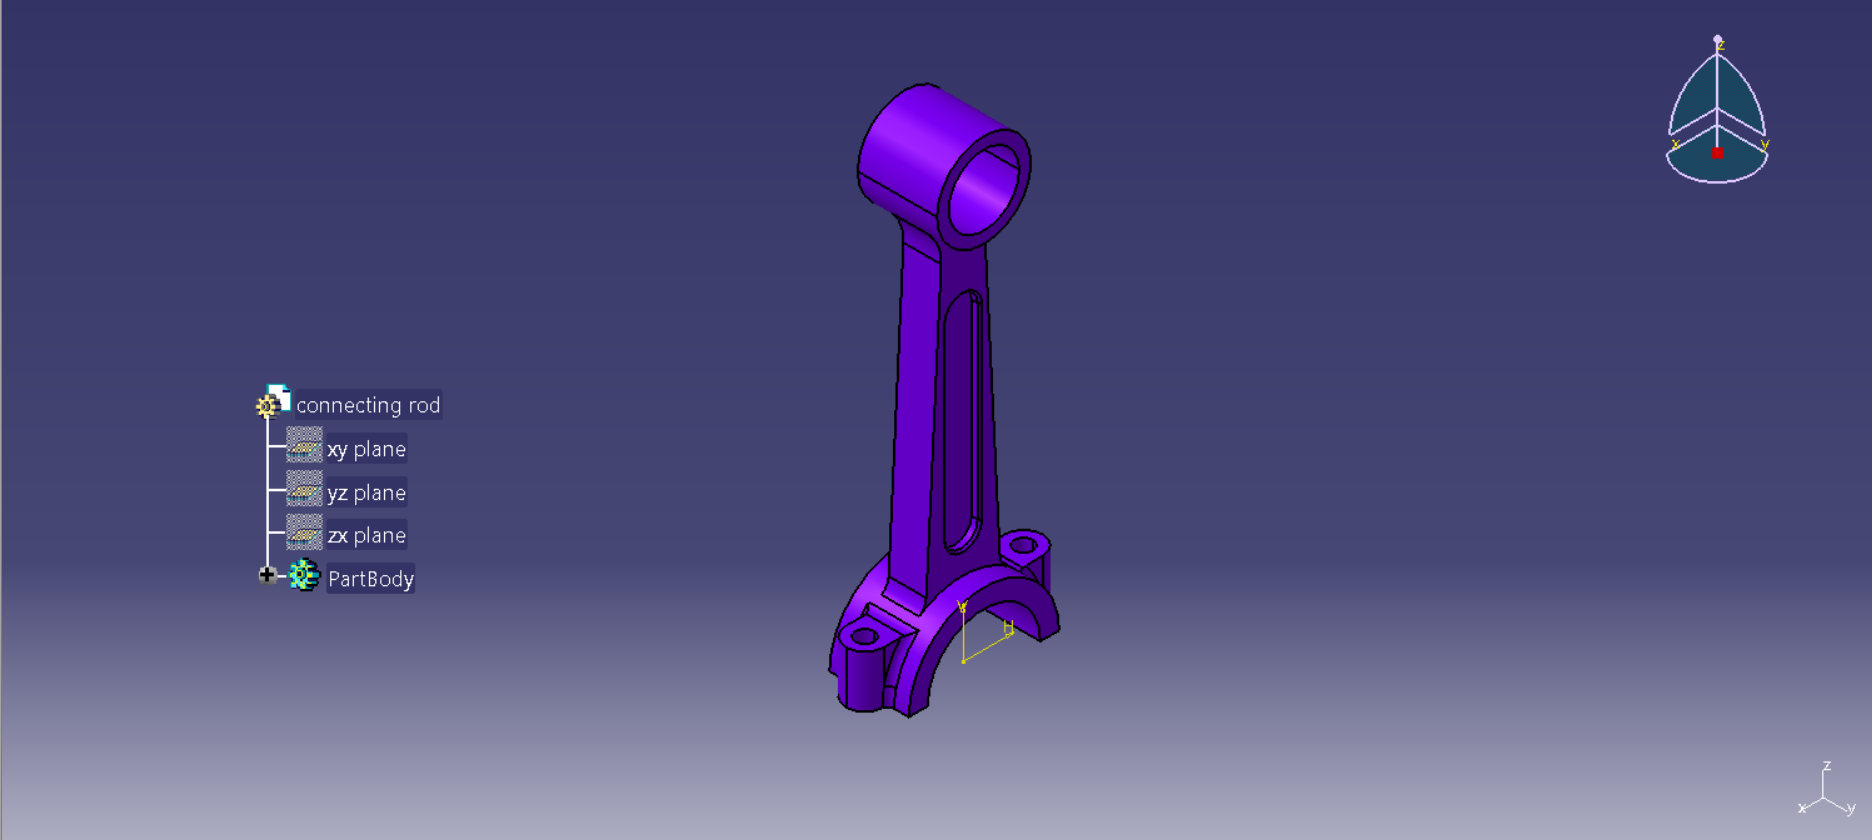 z
x y
connecting rod
xy plane
yz plane
zx plane
PartBody
V
H
z
x y